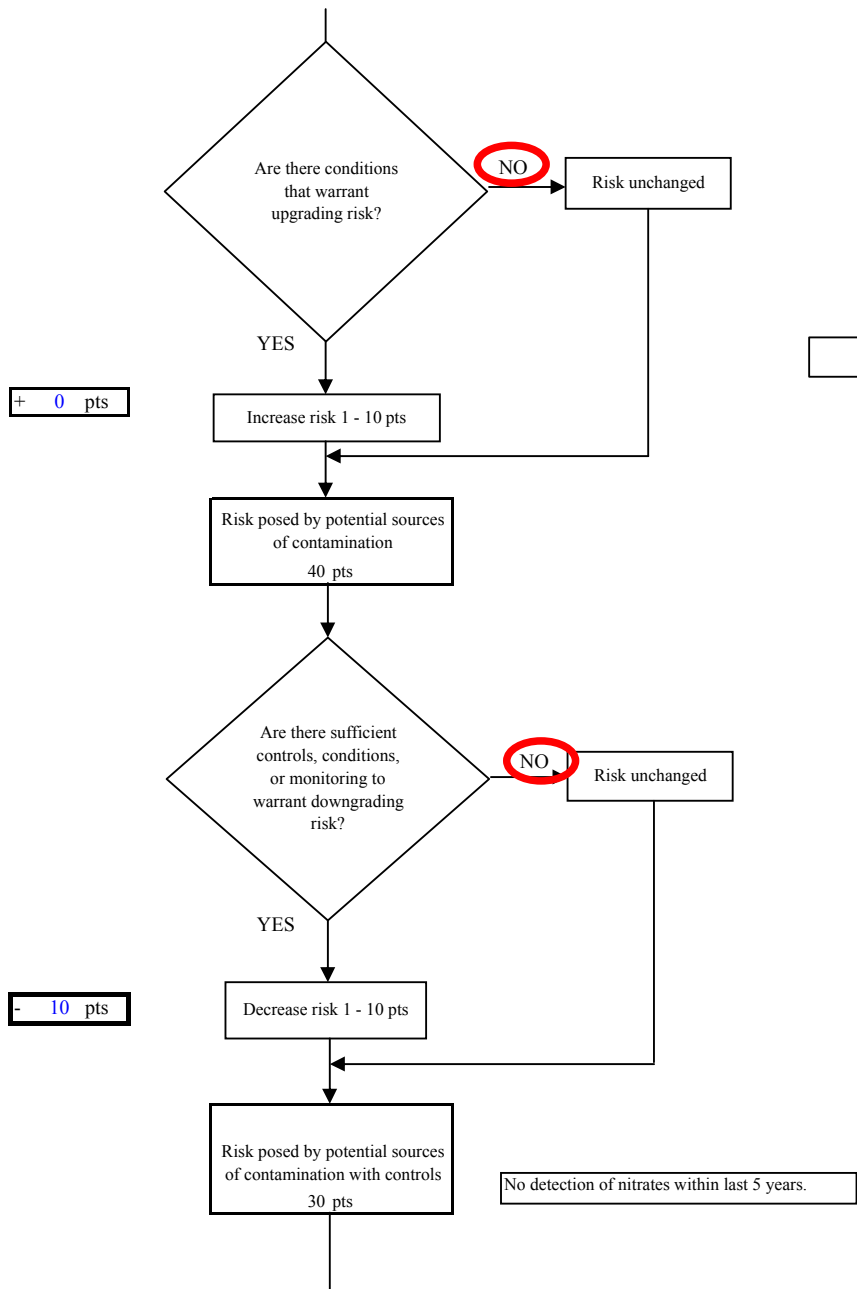 Are there conditions
that warrant
upgrading risk?
NO
Risk unchanged
YES
+ 0 pts
Increase risk 1 - 10 pts
Risk posed by potential sources
of contamination
40 pts
Are there sufficient
controls, conditions,
or monitoring to
warrant downgrading
risk?
NO
Risk unchanged
YES
- 10 pts
Decrease risk 1 - 10 pts
Risk posed by potential sources
of contamination with controls
30 pts
No detection of nitrates within last 5 years.